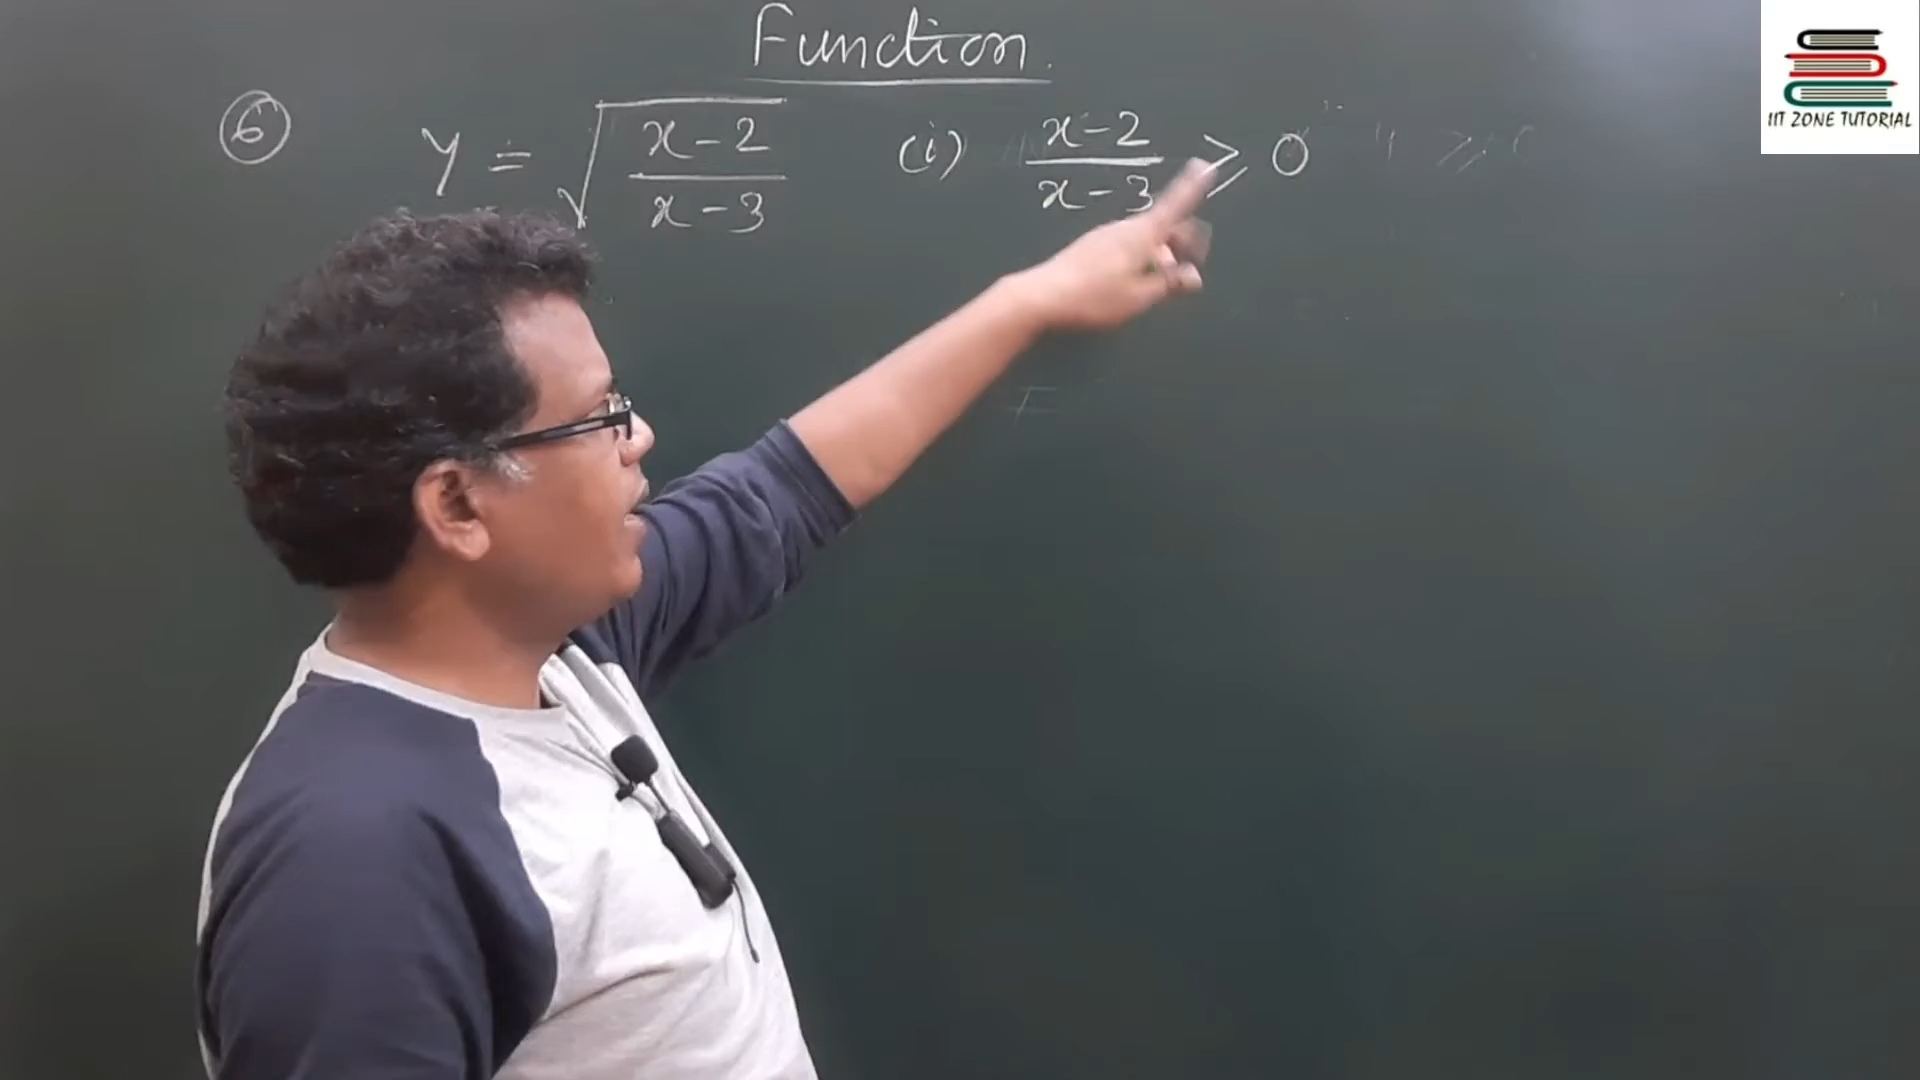 Function.
⑥ y = √((x-2)/(x-3)) (i) (x-2)/(x-3) ≥ 0
IIT ZONE TUTORIAL